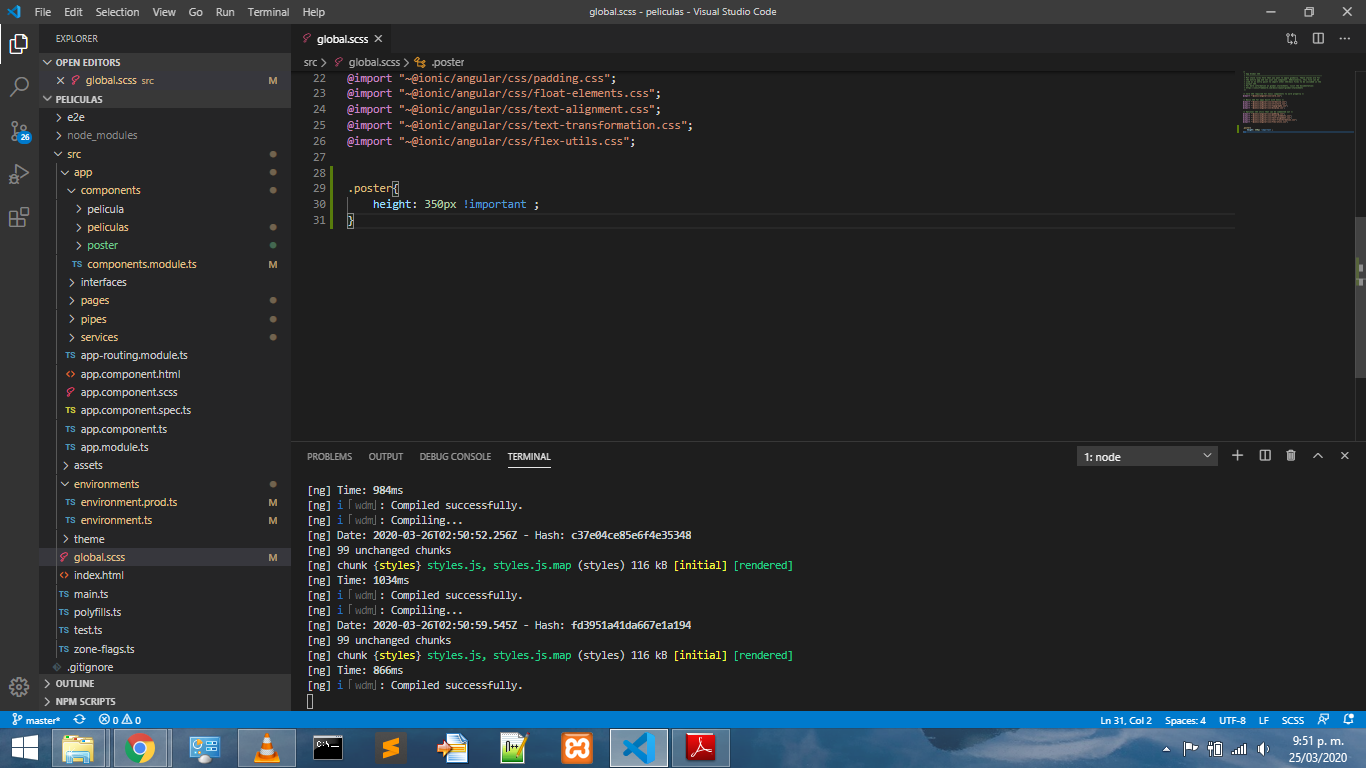 File Edit Selection View Go Run Terminal Help
global.scss - peliculas - Visual Studio Code
EXPLORER
OPEN EDITORS
global.scss src M
PELICULAS
e2e
node_modules
src
app
components
pelicula
peliculas
poster
TS components.module.ts M
interfaces
pages
pipes
services
TS app-routing.module.ts
<> app.component.html
app.component.scss
TS app.component.spec.ts
TS app.component.ts
TS app.module.ts
assets
environments
TS environment.prod.ts M
TS environment.ts M
theme
global.scss M
<> index.html
TS main.ts
TS polyfills.ts
TS test.ts
TS zone-flags.ts
.gitignore
OUTLINE
NPM SCRIPTS
26
global.scss
src > global.scss > .poster
22 @import "~@ionic/angular/css/padding.css";
23 @import "~@ionic/angular/css/float-elements.css";
24 @import "~@ionic/angular/css/text-alignment.css";
25 @import "~@ionic/angular/css/text-transformation.css";
26 @import "~@ionic/angular/css/flex-utils.css";
27
28
29 .poster{
30 height: 350px !important ;
31 }
PROBLEMS OUTPUT DEBUG CONSOLE TERMINAL
1: node
[ng] Time: 984ms
[ng] i「wdm」: Compiled successfully.
[ng] i「wdm」: Compiling...
[ng] Date: 2020-03-26T02:50:52.256Z - Hash: c37e04ce85e6f4e35348
[ng] 99 unchanged chunks
[ng] chunk {styles} styles.js, styles.js.map (styles) 116 kB [initial] [rendered]
[ng] Time: 1034ms
[ng] i「wdm」: Compiled successfully.
[ng] i「wdm」: Compiling...
[ng] Date: 2020-03-26T02:50:59.545Z - Hash: fd3951a41da667e1a194
[ng] 99 unchanged chunks
[ng] chunk {styles} styles.js, styles.js.map (styles) 116 kB [initial] [rendered]
[ng] Time: 866ms
[ng] i「wdm」: Compiled successfully.
master* 0 0
Ln 31, Col 2 Spaces: 4 UTF-8 LF SCSS
9:51 p. m.
25/03/2020